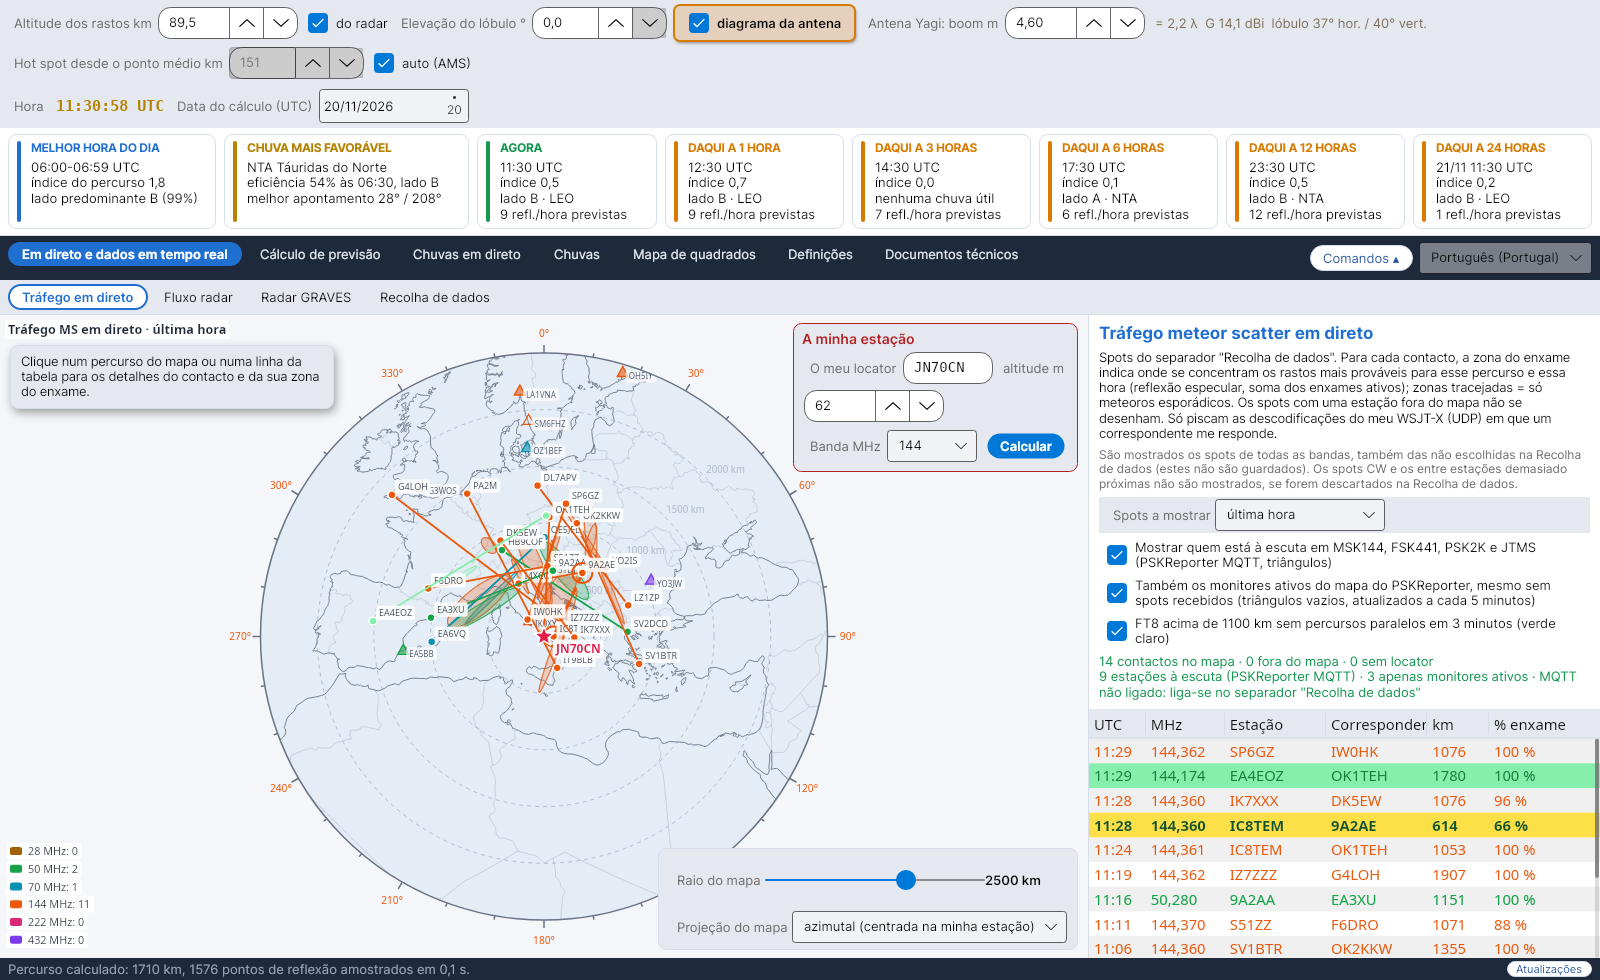 Altitude dos rastos km 89,5 do radar Elevação do lóbulo ° 0,0 diagrama da antena Antena Yagi: boom m 4,60 = 2,2 λ G 14,1 dBi lóbulo 37° hor. / 40° vert.
Hot spot desde o ponto médio km 151 auto (AMS)
Hora 11:30:58 UTC Data do cálculo (UTC) 20/11/2026 20
MELHOR HORA DO DIA
06:00-06:59 UTC
índice do percurso 1,8
lado predominante B (99%)
CHUVA MAIS FAVORÁVEL
NTA Táuridas do Norte
eficiência 54% às 06:30, lado B
melhor apontamento 28° / 208°
AGORA
11:30 UTC
índice 0,5
lado B · LEO
9 refl./hora previstas
DAQUI A 1 HORA
12:30 UTC
índice 0,7
lado B · LEO
9 refl./hora previstas
DAQUI A 3 HORAS
14:30 UTC
índice 0,0
nenhuma chuva útil
7 refl./hora previstas
DAQUI A 6 HORAS
17:30 UTC
índice 0,1
lado A · NTA
6 refl./hora previstas
DAQUI A 12 HORAS
23:30 UTC
índice 0,5
lado B · NTA
12 refl./hora previstas
DAQUI A 24 HORAS
21/11 11:30 UTC
índice 0,2
lado B · LEO
1 refl./hora previstas
Em direto e dados em tempo real Cálculo de previsão Chuvas em direto Chuvas Mapa de quadrados Definições Documentos técnicos Comandos ▴ Português (Portugal)
Tráfego em direto Fluxo radar Radar GRAVES Recolha de dados
Tráfego MS em direto · última hora
Clique num percurso do mapa ou numa linha da
tabela para os detalhes do contacto e da sua zona
do enxame.
0°
330°
30°
300°
60°
270°
90°
240°
120°
210°
180°
2000 km
1500 km
1000 km
500
OH5IY
LA1VNA
SM6FHZ
OZ1BEF
DL7APV
G4LOH
G3WOS
PA2M
SP6GZ
OK1TEH
OK2KKW
DK5EW
HB9COF
9A2AA
9A2AE
YO2IS
YO3JW
F6DRO
LZ1ZP
EA4EOZ
EA3XU
IW0HK
IZ7ZZZ
SV2DCD
IK7XXX
EA6VQ
EA5BB
JN70CN
IT9BLB
SV1BTR
A minha estação
O meu locator JN70CN altitude m
62
Banda MHz 144 Calcular
28 MHz: 0
50 MHz: 2
70 MHz: 1
144 MHz: 11
222 MHz: 0
432 MHz: 0
Raio do mapa 2500 km
Projeção do mapa azimutal (centrada na minha estação)
Tráfego meteor scatter em direto
Spots do separador "Recolha de dados". Para cada contacto, a zona do enxame
indica onde se concentram os rastos mais prováveis para esse percurso e essa
hora (reflexão especular, soma dos enxames ativos); zonas tracejadas = só
meteoros esporádicos. Os spots com uma estação fora do mapa não se
desenham. Só piscam as descodificações do meu WSJT-X (UDP) em que um
correspondente me responde.
São mostrados os spots de todas as bandas, também das não escolhidas na Recolha
de dados (estes não são guardados). Os spots CW e os entre estações demasiado
próximas não são mostrados, se forem descartados na Recolha de dados.
Spots a mostrar última hora
Mostrar quem está à escuta em MSK144, FSK441, PSK2K e JTMS
(PSKReporter MQTT, triângulos)
Também os monitores ativos do mapa do PSKReporter, mesmo sem
spots recebidos (triângulos vazios, atualizados a cada 5 minutos)
FT8 acima de 1100 km sem percursos paralelos em 3 minutos (verde
claro)
14 contactos no mapa · 0 fora do mapa · 0 sem locator
9 estações à escuta (PSKReporter MQTT) · 3 apenas monitores ativos · MQTT
não ligado: liga-se no separador "Recolha de dados"
UTC MHz Estação Corresponder km % enxame
11:29 144,362 SP6GZ IW0HK 1076 100 %
11:29 144,174 EA4EOZ OK1TEH 1780 100 %
11:28 144,360 IK7XXX DK5EW 1076 96 %
11:28 144,360 IC8TEM 9A2AE 614 66 %
11:24 144,361 IC8TEM OK1TEH 1053 100 %
11:19 144,362 IZ7ZZZ G4LOH 1907 100 %
11:16 50,280 9A2AA EA3XU 1151 100 %
11:11 144,370 S51ZZ F6DRO 1071 88 %
11:06 144,360 SV1BTR OK2KKW 1355 100 %
Percurso calculado: 1710 km, 1576 pontos de reflexão amostrados em 0,1 s.
Atualizações